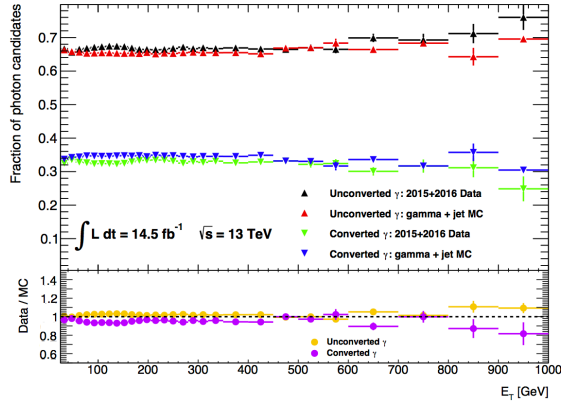 Fraction of photon candidates
0.7
0.6
0.5
0.4
0.3
0.2
0.1
Unconverted γ: 2015+2016 Data
Unconverted γ: gamma + jet MC
Converted γ: 2015+2016 Data
Converted γ: gamma + jet MC
∫ L dt = 14.5 fb⁻¹ √s = 13 TeV
Data / MC
1.4
1.2
1
0.8
0.6
Unconverted γ
Converted γ
100 200 300 400 500 600 700 800 900 1000
E_T [GeV]